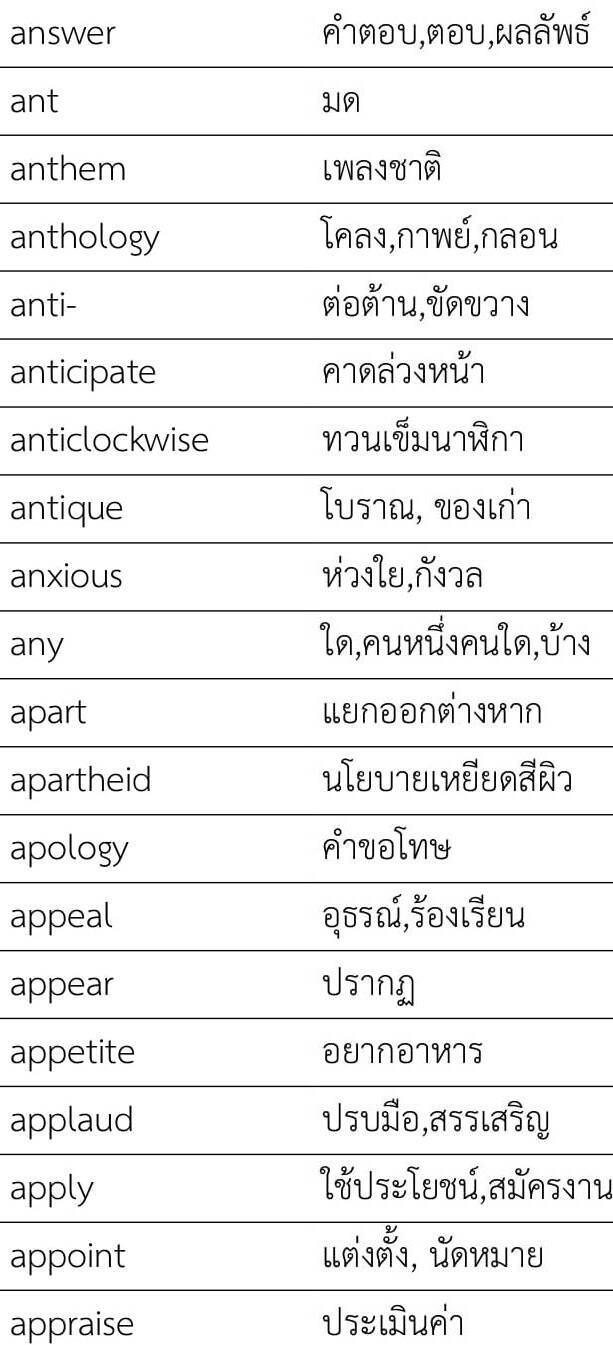 answer คำตอบ,ตอบ,ผลลัพธ์
ant มด
anthem เพลงชาติ
anthology โคลง,กาพย์,กลอน
anti- ต่อต้าน,ขัดขวาง
anticipate คาดล่วงหน้า
anticlockwise ทวนเข็มนาฬิกา
antique โบราณ, ของเก่า
anxious ห่วงใย,กังวล
any ใด,คนหนึ่งคนใด,บ้าง
apart แยกออกต่างหาก
apartheid นโยบายเหยียดสีผิว
apology คำขอโทษ
appeal อุธรณ์,ร้องเรียน
appear ปรากฏ
appetite อยากอาหาร
applaud ปรบมือ,สรรเสริญ
apply ใช้ประโยชน์,สมัครงาน
appoint แต่งตั้ง, นัดหมาย
appraise ประเมินค่า